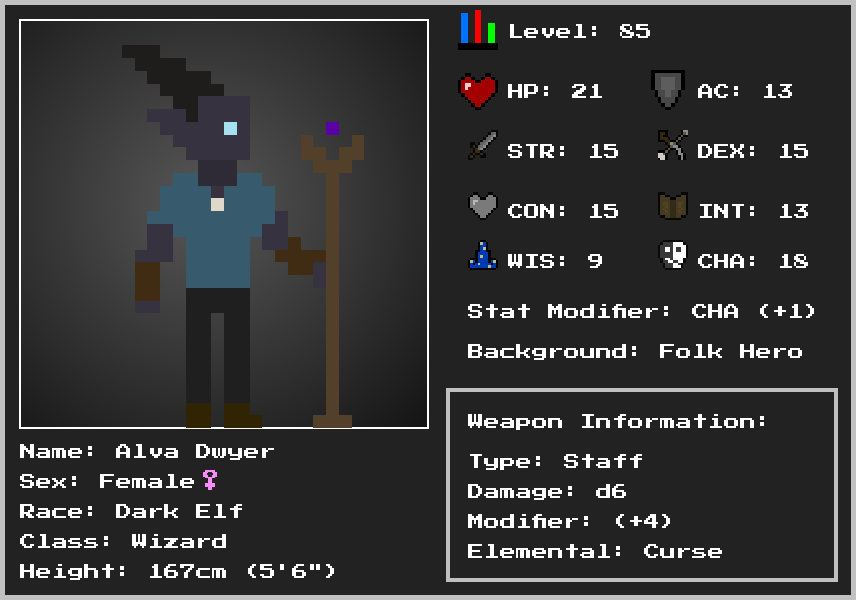 Level: 85
HP: 21
AC: 13
STR: 15
DEX: 15
CON: 15
INT: 13
WIS: 9
CHA: 18
Stat Modifier: CHA (+1)
Background: Folk Hero
Weapon Information:
Type: Staff
Damage: d6
Modifier: (+4)
Elemental: Curse
Name: Alva Dwyer
Sex: Female♀
Race: Dark Elf
Class: Wizard
Height: 167cm (5'6")